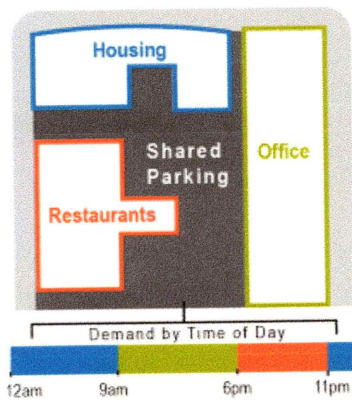 Housing
Shared
Parking
Office
Restaurants
Demand by Time of Day
12am 9am 6pm 11pm